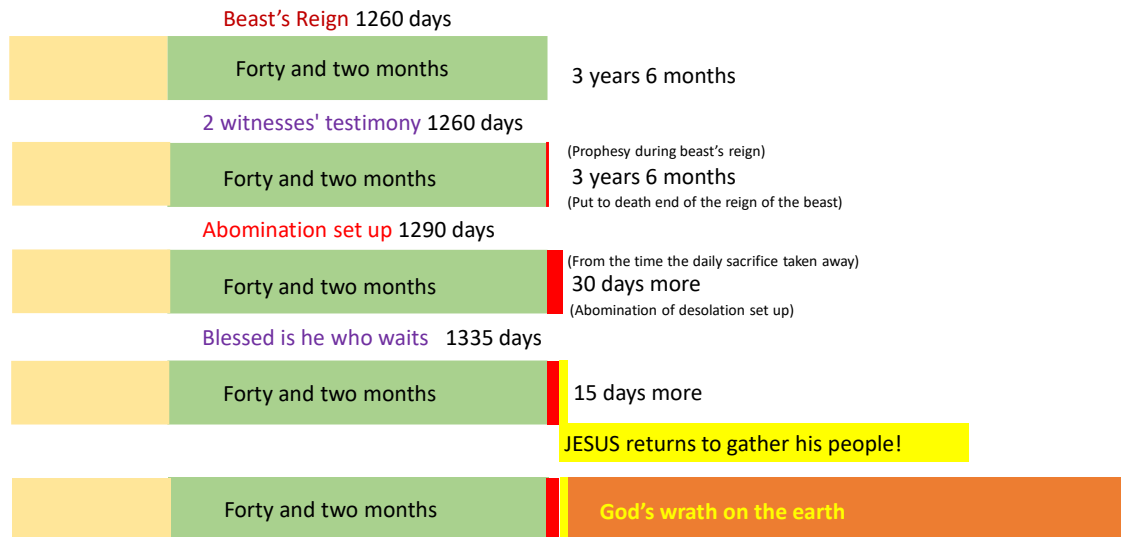 Beast's Reign 1260 days
Forty and two months
3 years 6 months
2 witnesses' testimony 1260 days
(Prophesy during beast's reign)
Forty and two months
3 years 6 months
(Put to death end of the reign of the beast)
Abomination set up 1290 days
(From the time the daily sacrifice taken away)
Forty and two months
30 days more
(Abomination of desolation set up)
Blessed is he who waits 1335 days
Forty and two months
15 days more
JESUS returns to gather his people!
Forty and two months
God's wrath on the earth